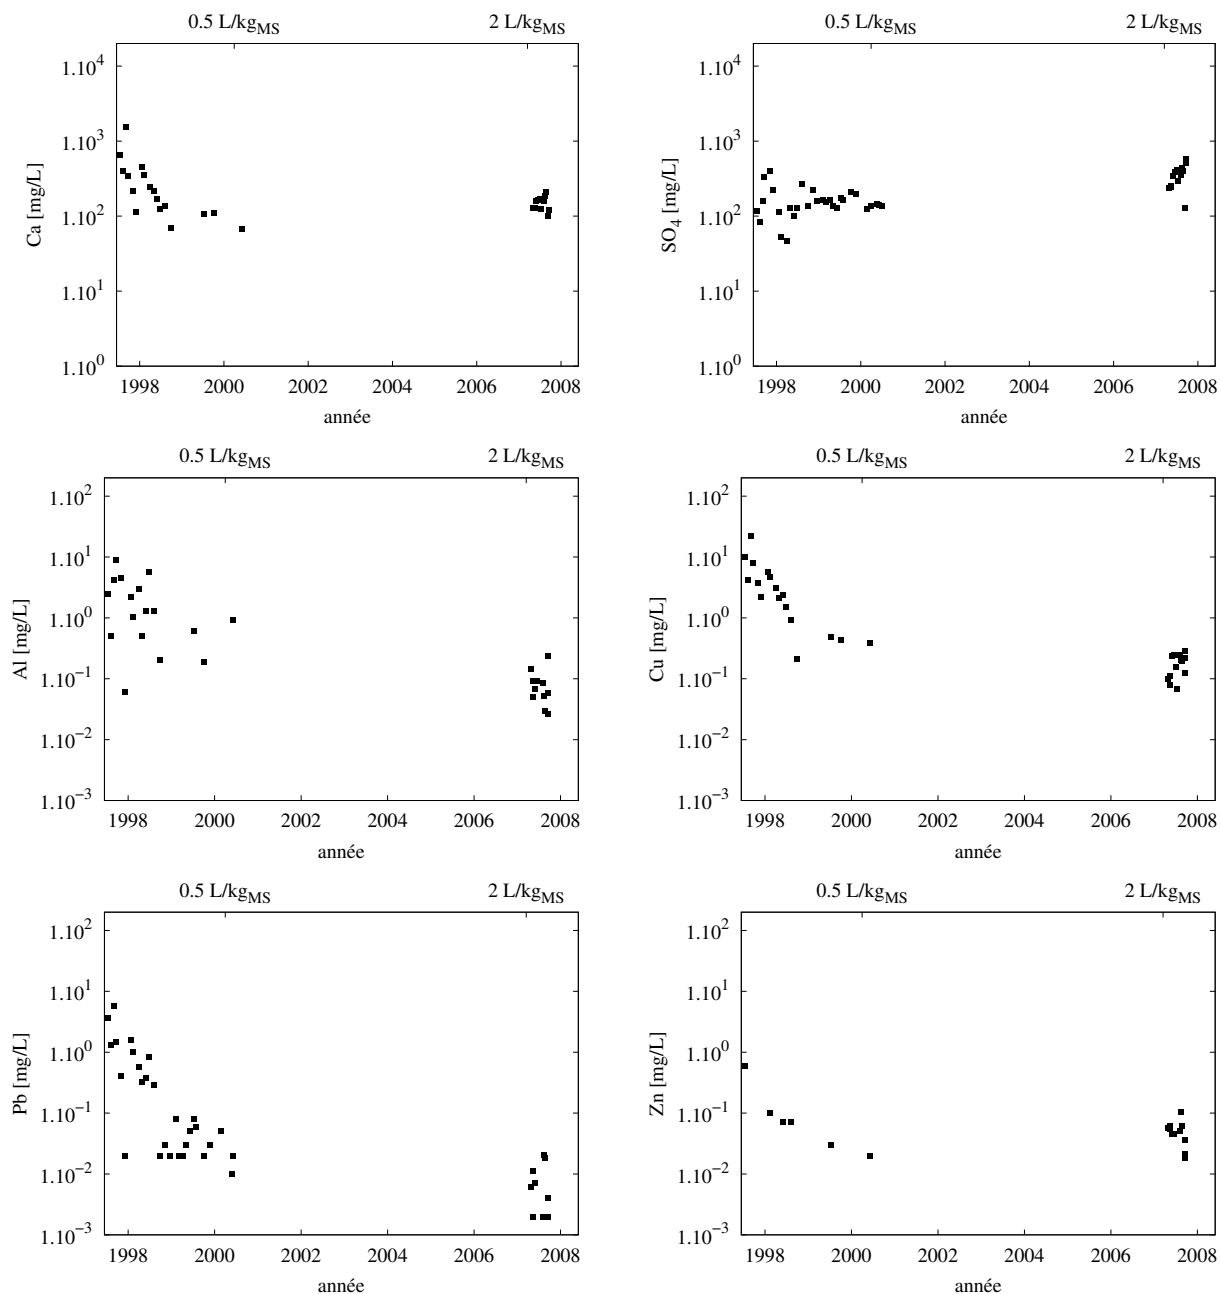 0.5 L/kgMS 2 L/kgMS
1.10^4
1.10^3
1.10^2
1.10^1
1.10^0
Ca [mg/L]
1998 2000 2002 2004 2006 2008
année
0.5 L/kgMS 2 L/kgMS
1.10^4
1.10^3
1.10^2
1.10^1
1.10^0
SO4 [mg/L]
1998 2000 2002 2004 2006 2008
année
0.5 L/kgMS 2 L/kgMS
1.10^2
1.10^1
1.10^0
1.10^−1
1.10^−2
1.10^−3
Al [mg/L]
1998 2000 2002 2004 2006 2008
année
0.5 L/kgMS 2 L/kgMS
1.10^2
1.10^1
1.10^0
1.10^−1
1.10^−2
1.10^−3
Cu [mg/L]
1998 2000 2002 2004 2006 2008
année
0.5 L/kgMS 2 L/kgMS
1.10^2
1.10^1
1.10^0
1.10^−1
1.10^−2
1.10^−3
Pb [mg/L]
1998 2000 2002 2004 2006 2008
année
0.5 L/kgMS 2 L/kgMS
1.10^2
1.10^1
1.10^0
1.10^−1
1.10^−2
1.10^−3
Zn [mg/L]
1998 2000 2002 2004 2006 2008
année